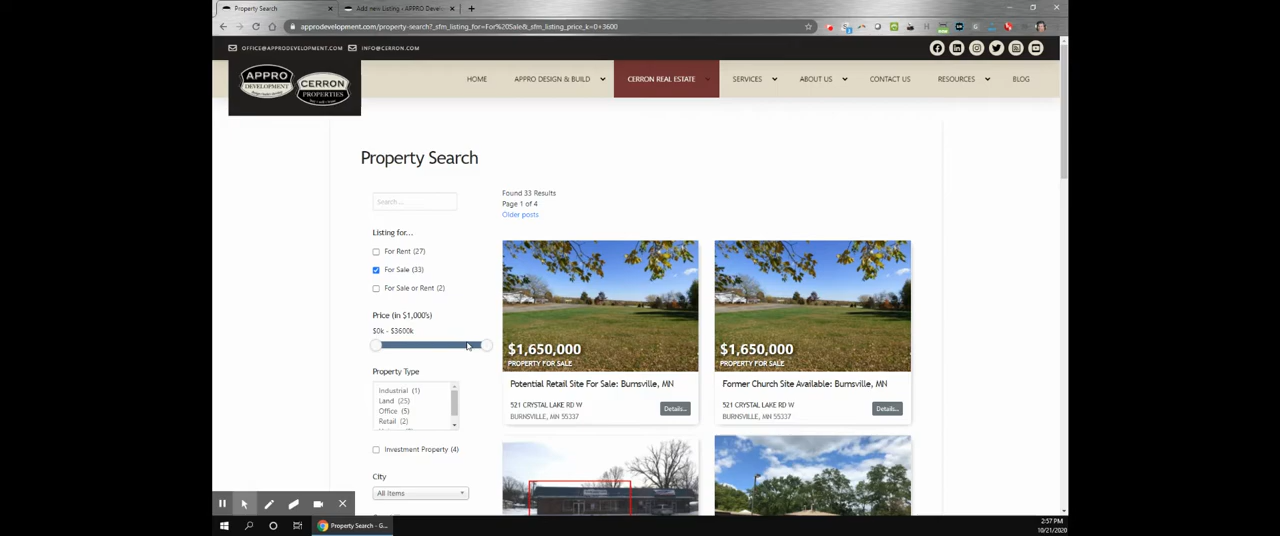 Property Search
Add new Listing - APPRO Deve
approdevelopment.com/property-search?_sfm_listing_for=For%20Sale&_sfm_listing_price_k=0+3600
OFFICE@APPRODEVELOPMENT.COM INFO@CERRON.COM
APPRO
DEVELOPMENT
CERRON
PROPERTIES
HOME APPRO DESIGN & BUILD CERRON REAL ESTATE SERVICES ABOUT US CONTACT US RESOURCES BLOG
Property Search
Search ...
Found 33 Results
Page 1 of 4
Older posts
Listing for...
For Rent (27)
For Sale (33)
For Sale or Rent (2)
Price (in $1,000's)
$0k - $3600k
Property Type
Industrial (1)
Land (25)
Office (5)
Retail (2)
Investment Property (4)
City
All Items
$1,650,000
PROPERTY FOR SALE
Potential Retail Site For Sale: Burnsville, MN
521 CRYSTAL LAKE RD W
BURNSVILLE, MN 55337
Details...
$1,650,000
PROPERTY FOR SALE
Former Church Site Available: Burnsville, MN
521 CRYSTAL LAKE RD W
BURNSVILLE, MN 55337
Details...
Property Search - G...
2:57 PM
10/21/2020